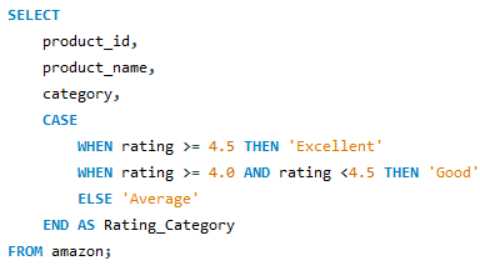 SELECT
    product_id,
    product_name,
    category,
    CASE
        WHEN rating >= 4.5 THEN 'Excellent'
        WHEN rating >= 4.0 AND rating <4.5 THEN 'Good'
        ELSE 'Average'
    END AS Rating_Category
FROM amazon;